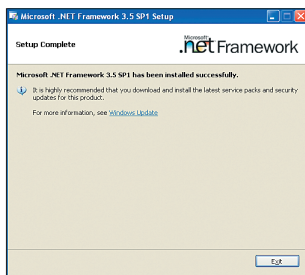 Microsoft .NET Framework 3.5 SP1 Setup
Setup Complete
Microsoft
.net Framework
Microsoft .NET Framework 3.5 SP1 has been installed successfully.
It is highly recommended that you download and install the latest service packs and security
updates for this product.
For more information, see Windows Update
Exit